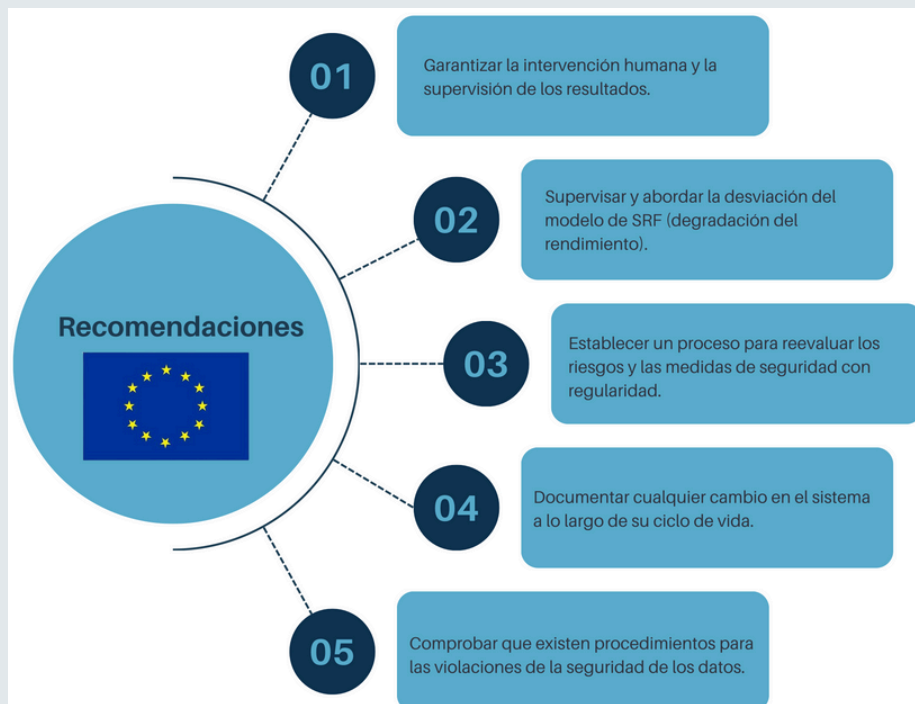 Recomendaciones
01
Garantizar la intervención humana y la
supervisión de los resultados.
02
Supervisar y abordar la desviación del
modelo de SRF (degradación del
rendimiento).
03
Establecer un proceso para reevaluar los
riesgos y las medidas de seguridad con
regularidad.
04
Documentar cualquier cambio en el sistema
a lo largo de su ciclo de vida.
05
Comprobar que existen procedimientos para
las violaciones de la seguridad de los datos.